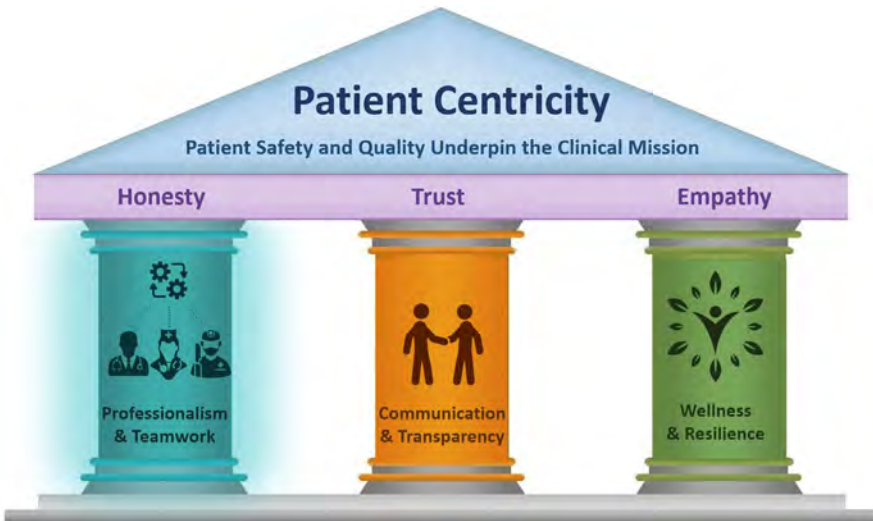 Patient Centricity
Patient Safety and Quality Underpin the Clinical Mission
Honesty Trust Empathy
Professionalism
& Teamwork
Communication
& Transparency
Wellness
& Resilience